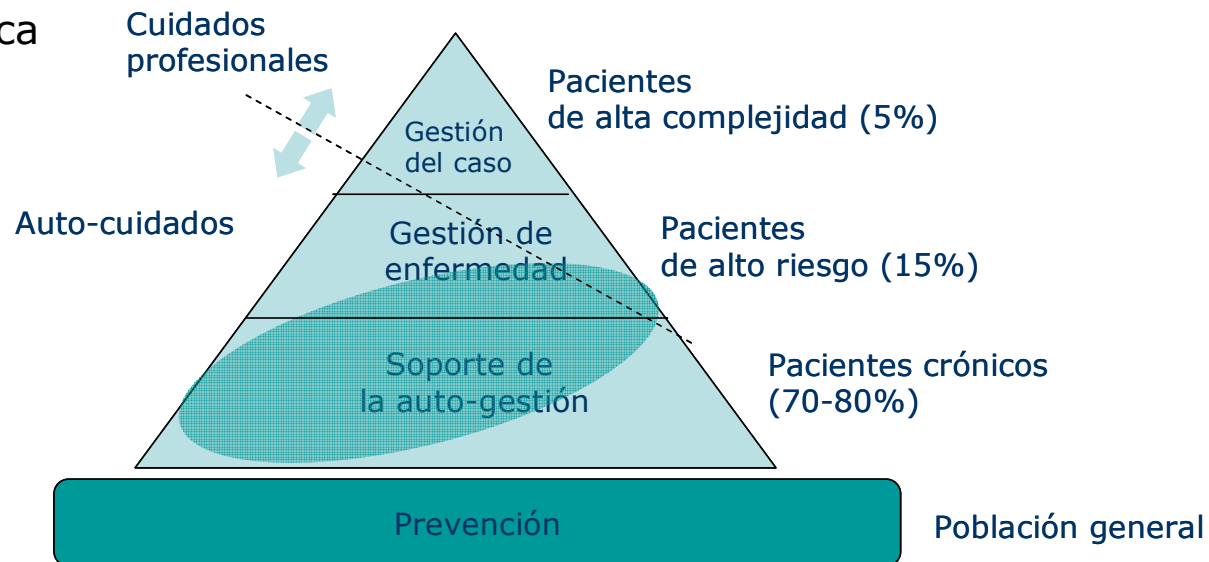 ca
Cuidados
profesionales
Pacientes
de alta complejidad (5%)
Gestión
del caso
Auto-cuidados
Gestión de
enfermedad
Pacientes
de alto riesgo (15%)
Soporte de
la auto-gestión
Pacientes crónicos
(70-80%)
Prevención
Población general